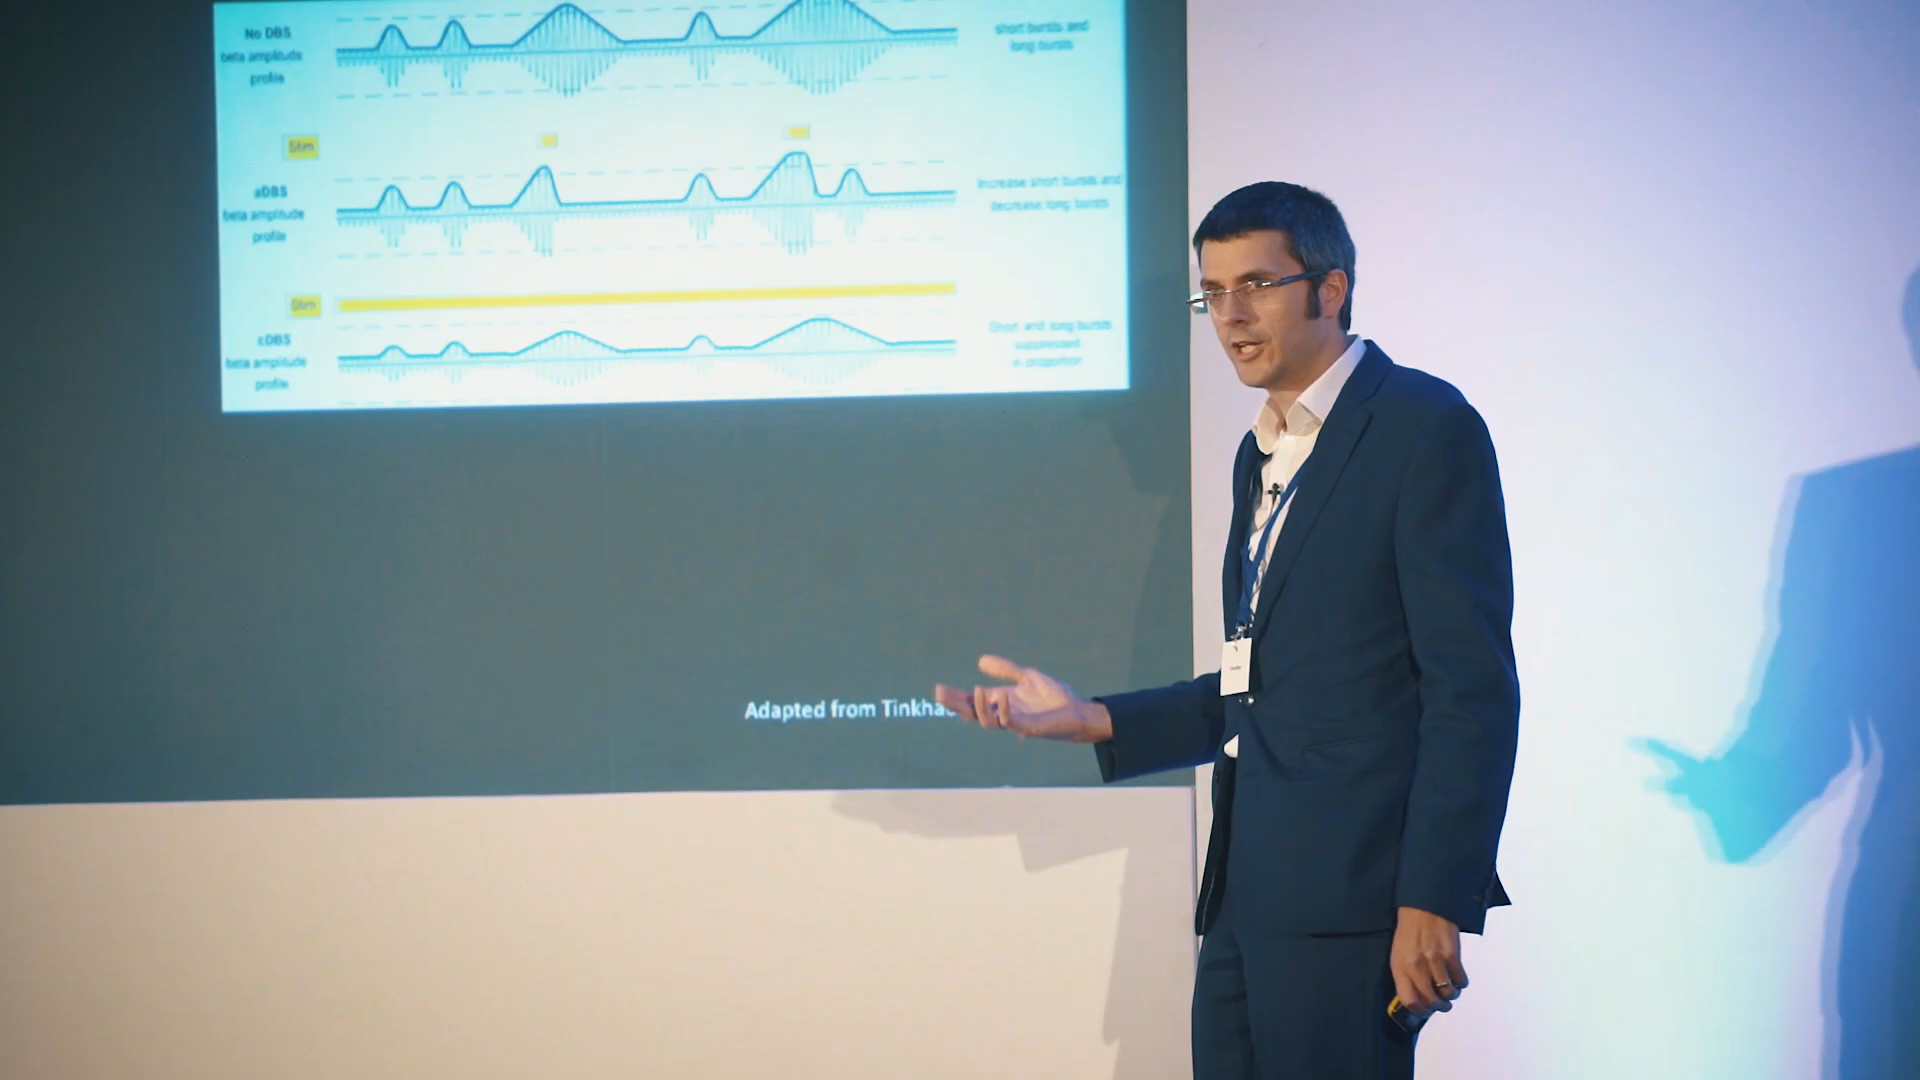 No DBS
beta amplitude
profile
short bursts and
long bursts
Stim
aDBS
beta amplitude
profile
Increase short bursts and
decrease long bursts
Stim
cDBS
beta amplitude
profile
Short and long bursts
suppressed
in proportion
Adapted from